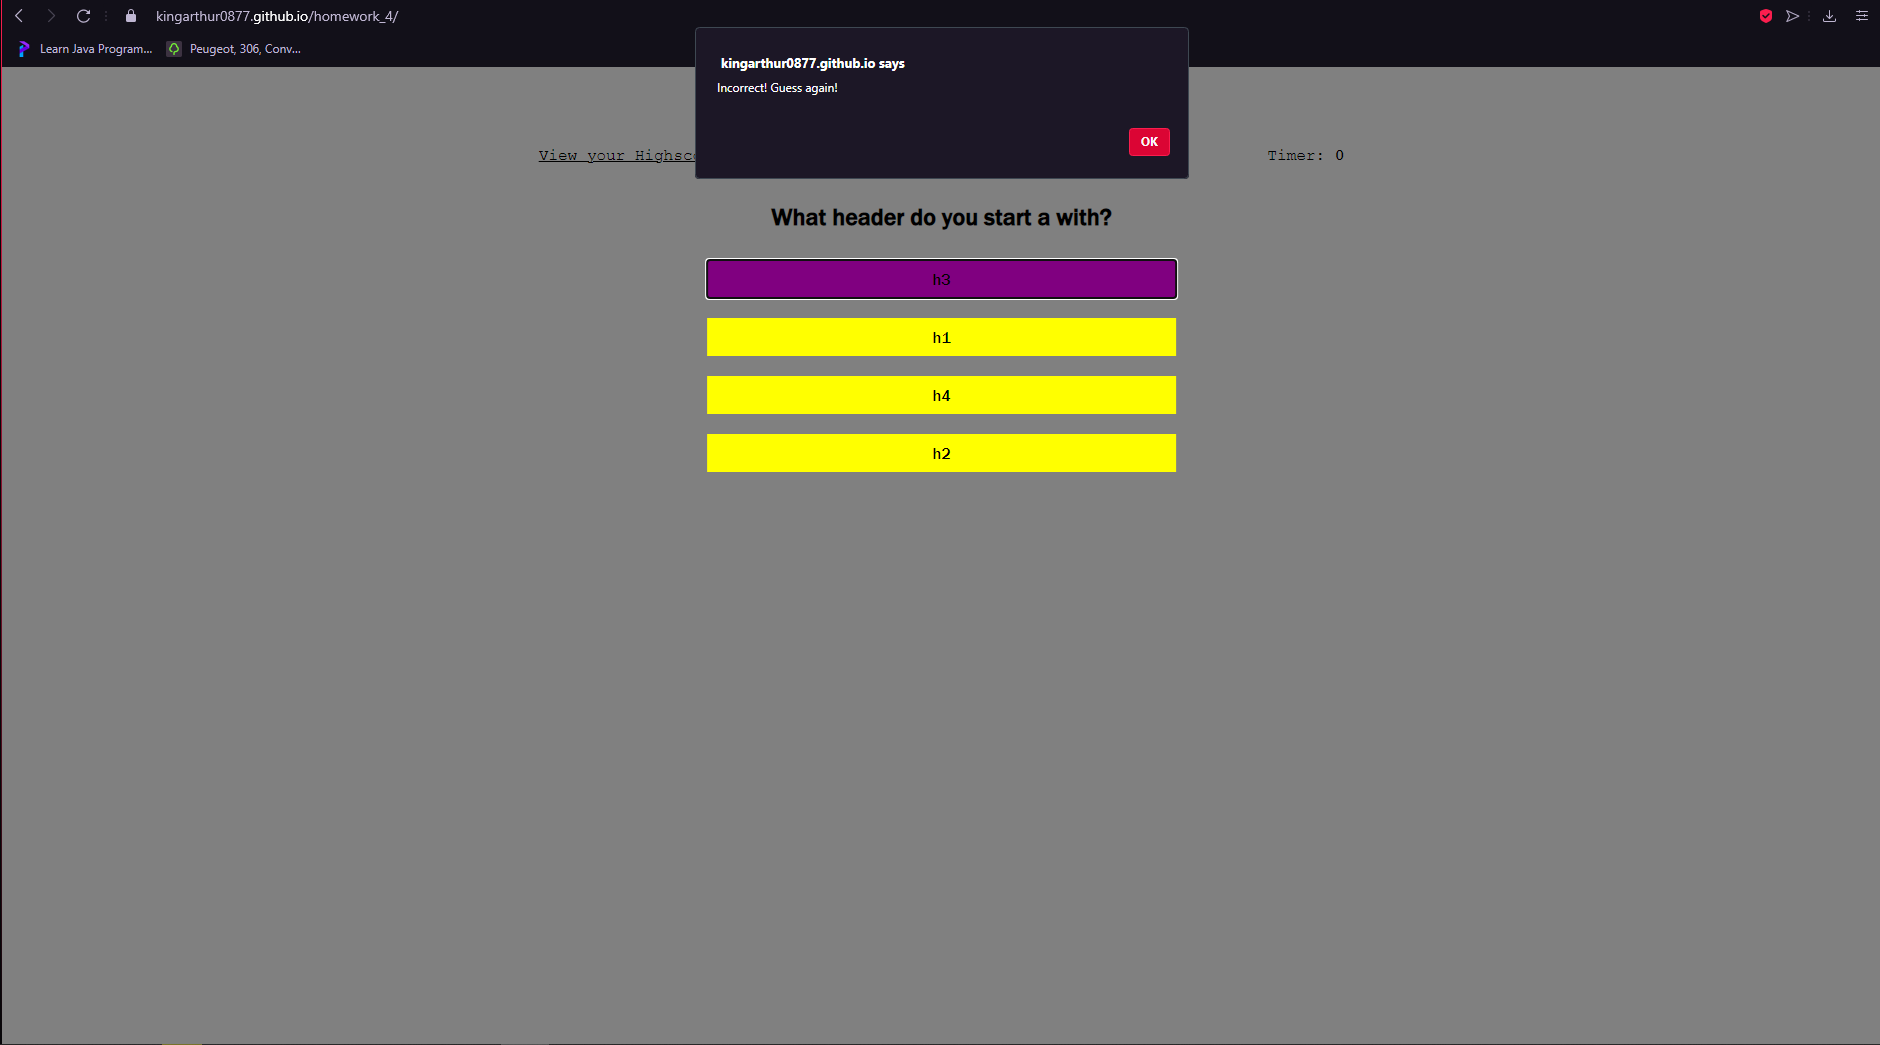 kingarthur0877.github.io/homework_4/
Learn Java Program... Peugeot, 306, Conv...
kingarthur0877.github.io says
Incorrect! Guess again!
OK
View your Highsc Timer: 0
What header do you start a with?
h3
h1
h4
h2